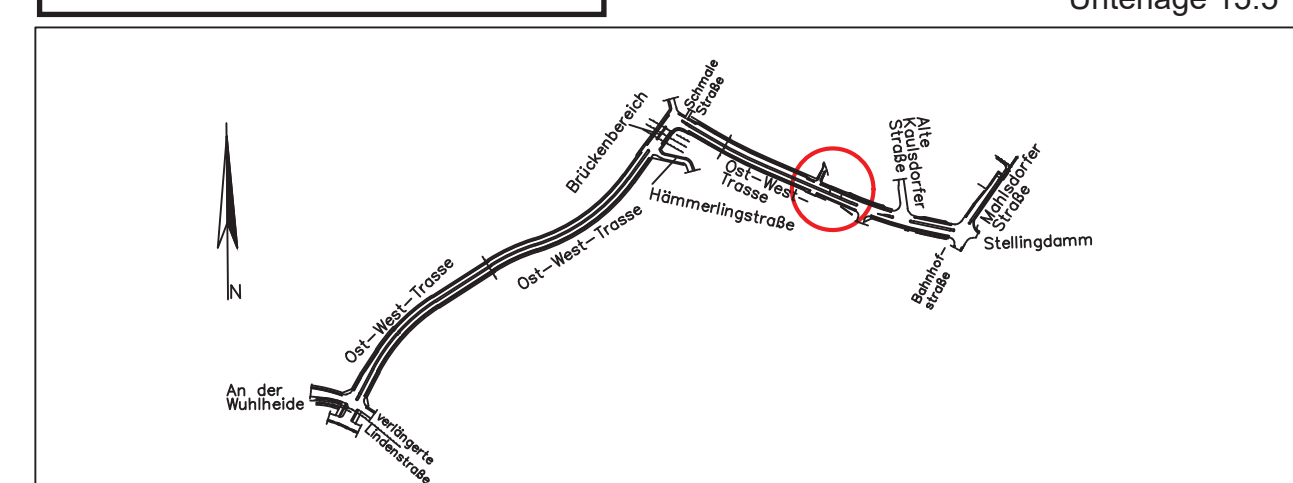 Unterlage 15.5
Schmale
Straße
Brückenbereich
Alte
Kaulsdorfer
Straße
Mahlsdorfer
Straße
Ost-West-
Trasse
Hämmerlingstraße
Stellingdamm
Ost-West-Trasse
Bahnhof-
straße
N
Ost-West-Trasse
An der
Wuhlheide
verlängerte
Lindenstraße